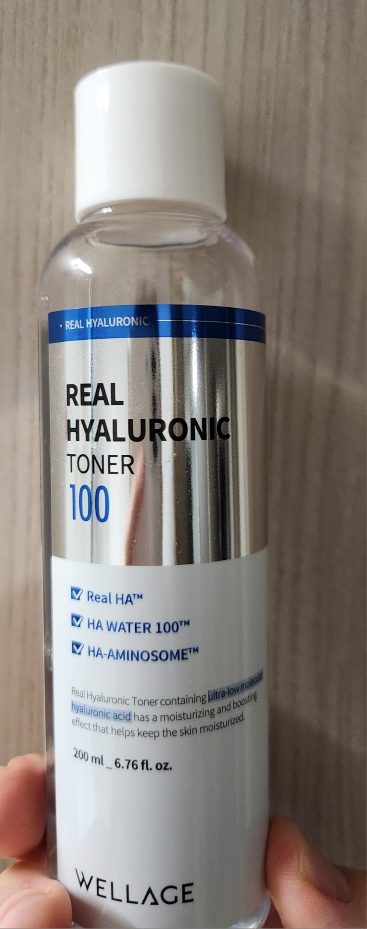 • REAL HYALURONIC
REAL
HYALURONIC
TONER
100
Real HA™
HA WATER 100™
HA-AMINOSOME™
Real Hyaluronic Toner containing Ultra-low
hyaluronic acid has a moisturizing and boosting
effect that helps keep the skin moisturized.
200 ml _ 6.76 fl. oz.
WELLAGE